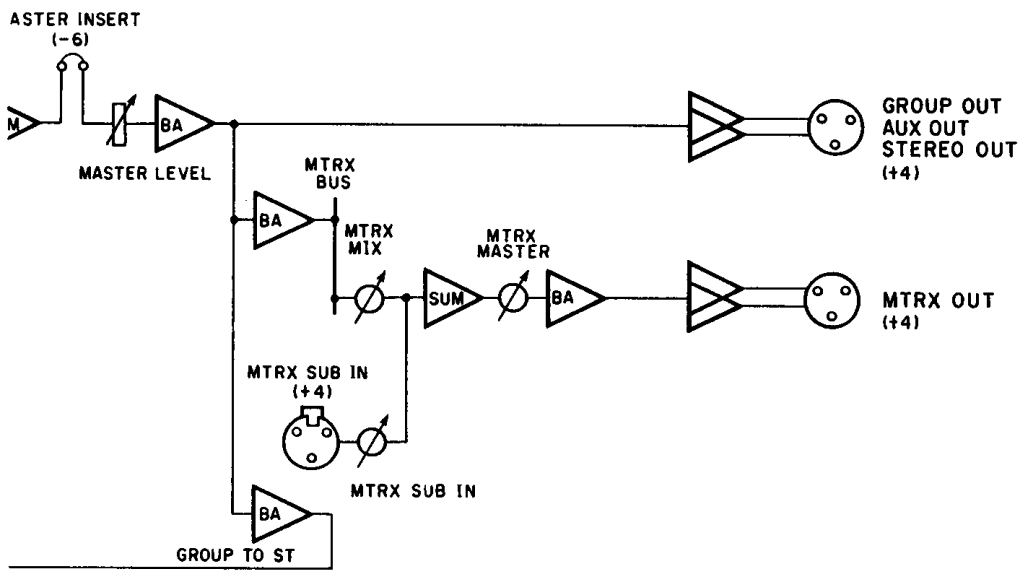 ASTER INSERT
(-6)
M
BA
MASTER LEVEL
GROUP OUT
AUX OUT
STEREO OUT
(+4)
BA
MTRX
BUS
MTRX
MIX
SUM
MTRX
MASTER
BA
MTRX OUT
(+4)
MTRX SUB IN
(+4)
MTRX SUB IN
BA
GROUP TO ST